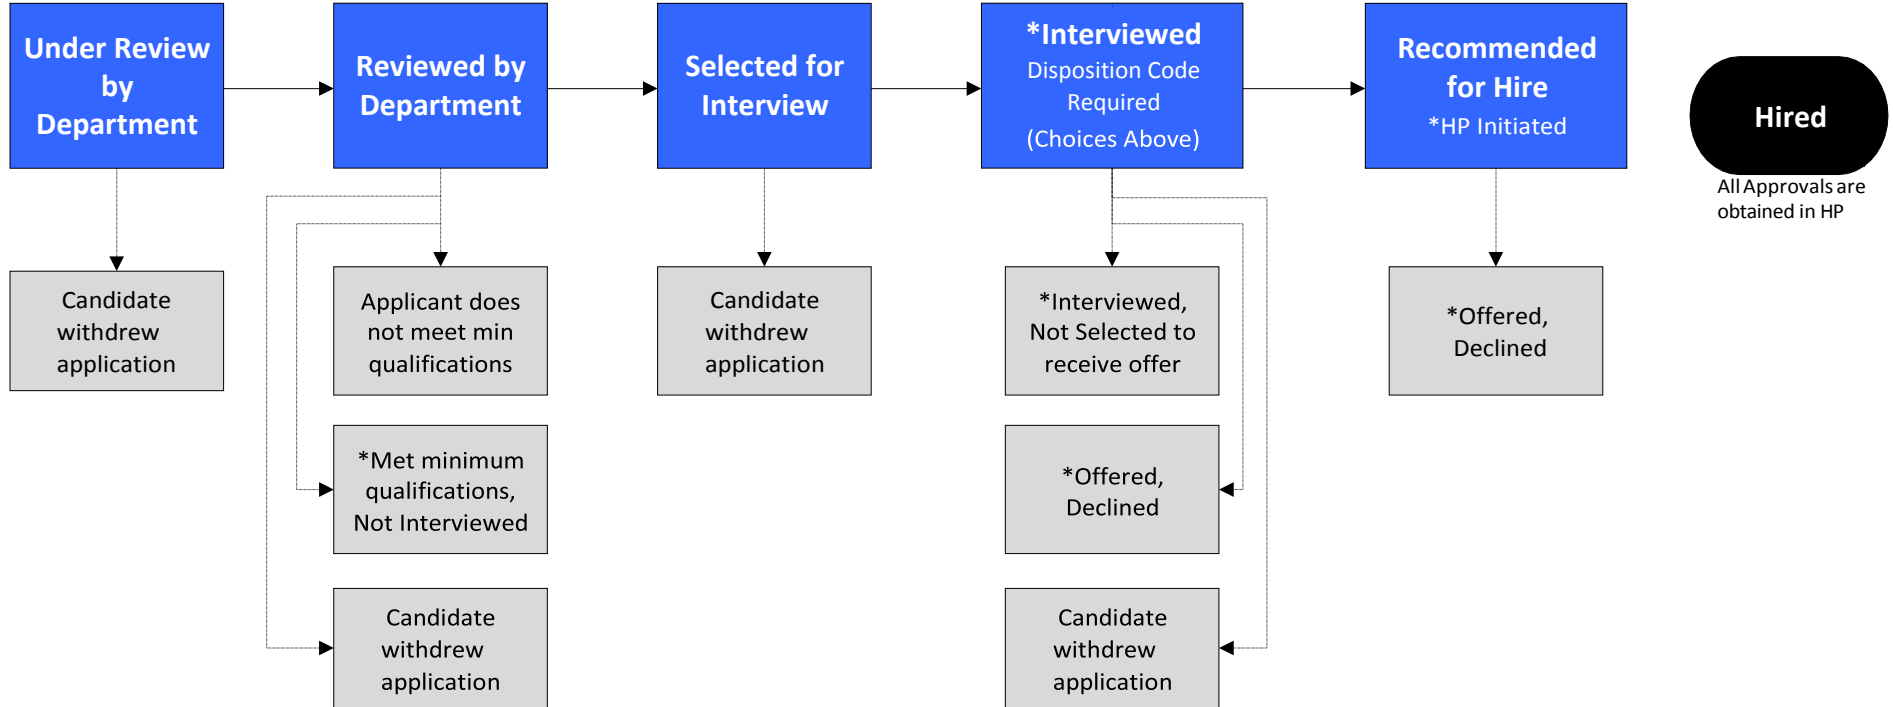 Under Review
by
Department
Reviewed by
Department
Selected for
Interview
*Interviewed
Disposition Code
Required
(Choices Above)
Recommended
for Hire
*HP Initiated
Hired
All Approvals are
obtained in HP
Candidate
withdrew
application
Applicant does
not meet min
qualifications
Candidate
withdrew
application
*Interviewed,
Not Selected to
receive offer
*Offered,
Declined
*Met minimum
qualifications,
Not Interviewed
*Offered,
Declined
Candidate
withdrew
application
Candidate
withdrew
application